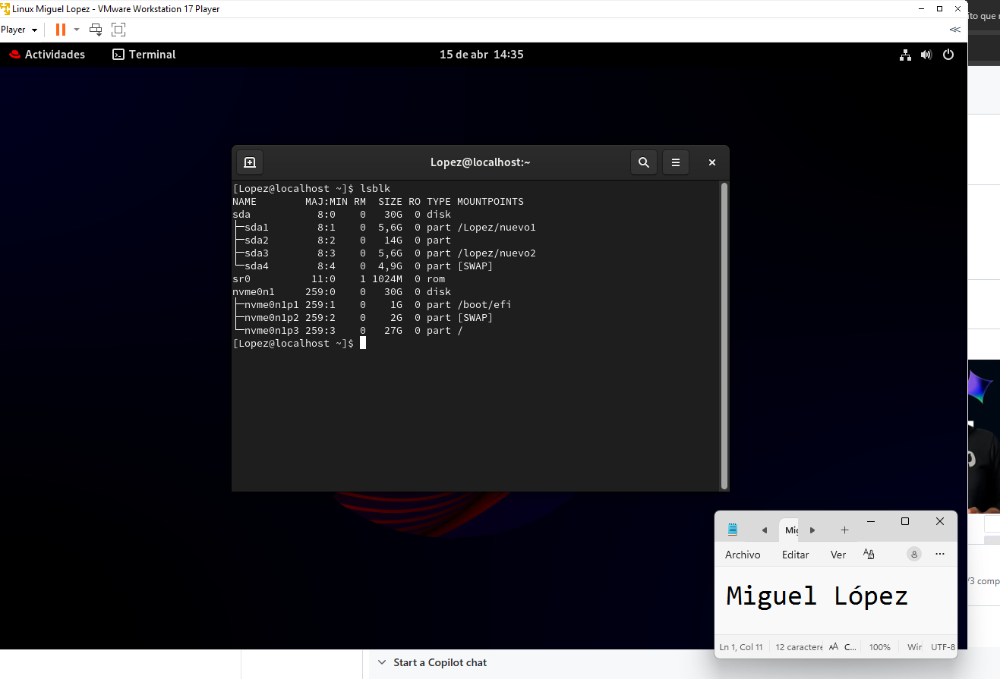 Linux Miguel Lopez - VMware Workstation 17 Player
Player
Actividades Terminal 15 de abr 14:35
Lopez@localhost:~
[Lopez@localhost ~]$ lsblk
NAME        MAJ:MIN RM  SIZE RO TYPE MOUNTPOINTS
sda           8:0    0   30G  0 disk
├─sda1        8:1    0  5,6G  0 part /Lopez/nuevo1
├─sda2        8:2    0   14G  0 part
├─sda3        8:3    0  5,6G  0 part /lopez/nuevo2
└─sda4        8:4    0  4,9G  0 part [SWAP]
sr0          11:0    1 1024M  0 rom
nvme0n1     259:0    0   30G  0 disk
├─nvme0n1p1 259:1    0    1G  0 part /boot/efi
├─nvme0n1p2 259:2    0    2G  0 part [SWAP]
└─nvme0n1p3 259:3    0   27G  0 part /
[Lopez@localhost ~]$
Mig
Archivo Editar Ver
Miguel López
Ln 1, Col 11 12 caractere C... 100% Wir UTF-8
ito que
/3 comp
Start a Copilot chat